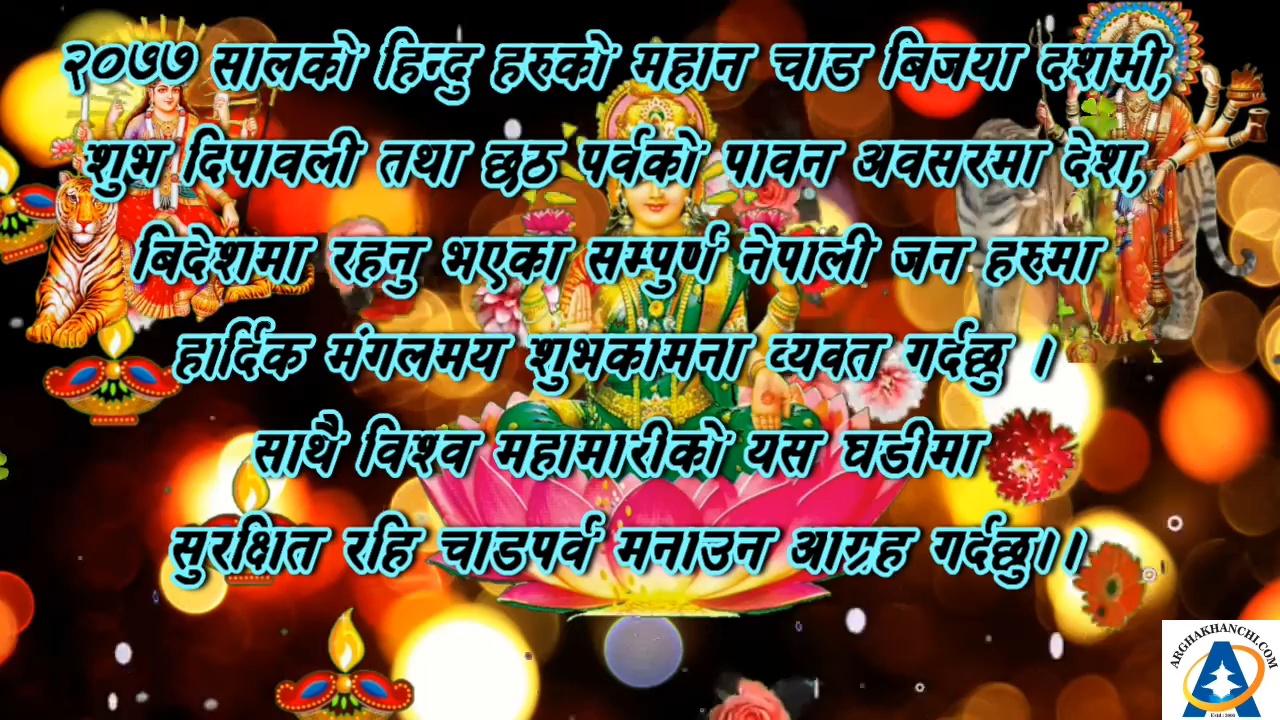 २०७७ सालको हिन्दु हरुको महान चाड बिजया दशमी,
शुभ दिपावली तथा छठ पर्वको पावन अवसरमा देश,
बिदेशमा रहनु भएका सम्पुर्ण नेपाली जन हरुमा
हार्दिक मंगलमय शुभकामना व्यवत गर्दछु ।
साथै विश्व महामारीको यस घडीमा
सुरक्षित रहि चाडपर्व मनाउन आग्रह गर्दछु।।
ARGHAKHANCHI.COM